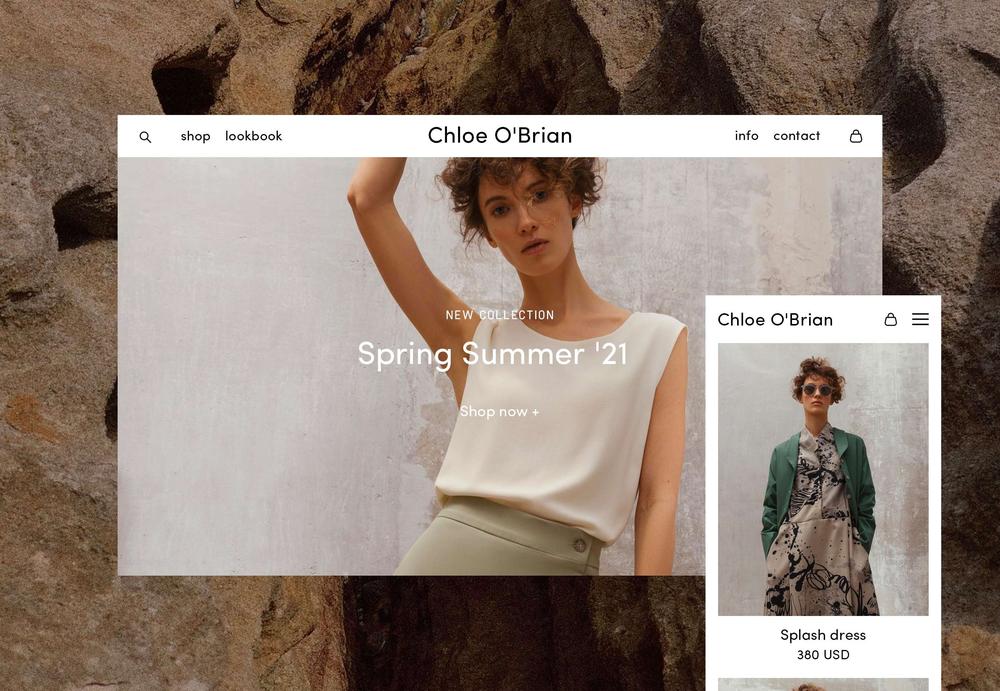 shop lookbook Chloe O'Brian info contact
NEW COLLECTION
Spring Summer '21
Shop now +
Chloe O'Brian
Splash dress
380 USD